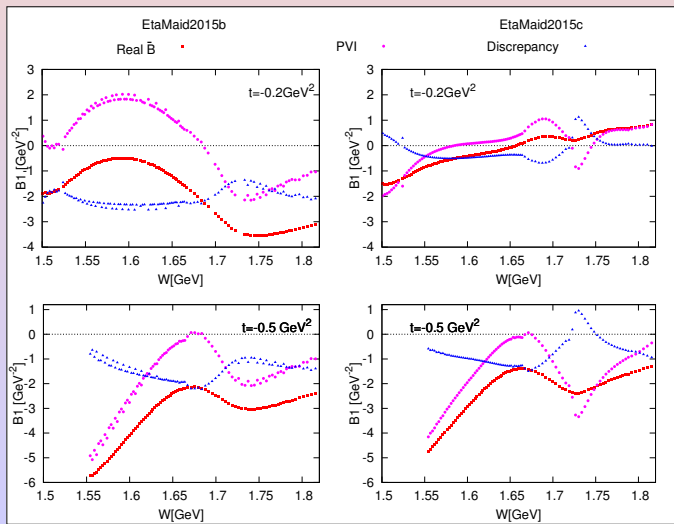 EtaMaid2015b EtaMaid2015c
Real B̄ PVI Discrepancy
t=-0.2GeV²
B1 [GeV⁻²]
3
2
1
0
-1
-2
-3
-4
1.5 1.55 1.6 1.65 1.7 1.75 1.8
W[GeV]
t=-0.2GeV²
B1 [GeV⁻²]
3
2
1
0
-1
-2
-3
-4
1.5 1.55 1.6 1.65 1.7 1.75 1.8
W[GeV]
t=-0.5 GeV²
B1 [GeV⁻²]
1
0
-1
-2
-3
-4
-5
-6
1.5 1.55 1.6 1.65 1.7 1.75 1.8
W[GeV]
t=-0.5 GeV²
B1 [GeV⁻²]
1
0
-1
-2
-3
-4
-5
-6
1.5 1.55 1.6 1.65 1.7 1.75 1.8
W[GeV]